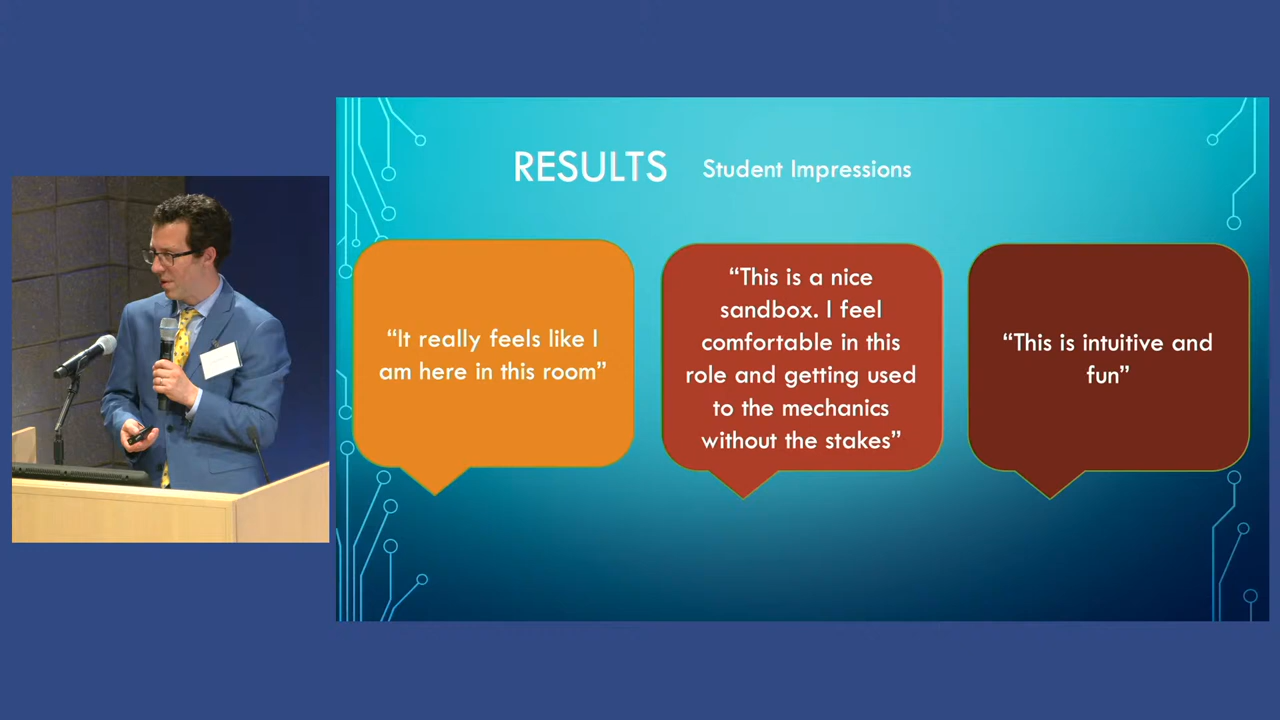 RESULTS Student Impressions
“It really feels like I
am here in this room”
“This is a nice
sandbox. I feel
comfortable in this
role and getting used
to the mechanics
without the stakes”
“This is intuitive and
fun”